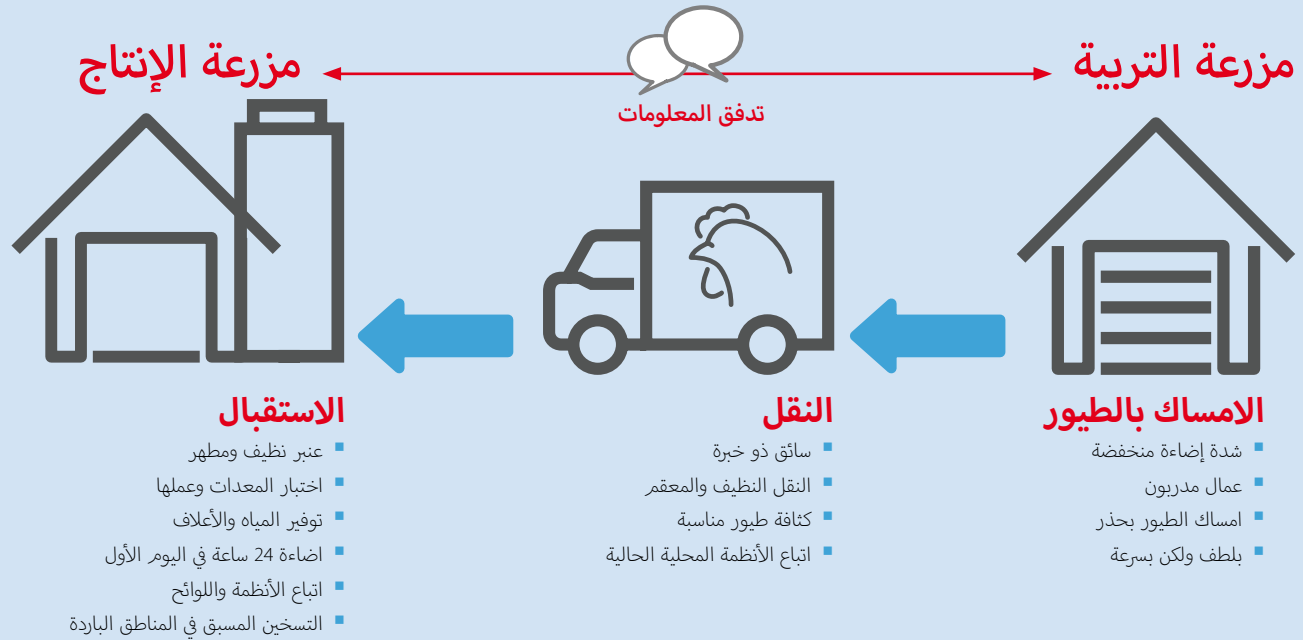 مزرعة التربية
مزرعة الإنتاج
تدفق المعلومات
الامساك بالطيور
شدة إضاءة منخفضة
عمال مدربون
امساك الطيور بحذر
بلطف ولكن بسرعة
النقل
سائق ذو خبرة
النقل النظيف والمعقم
كثافة طيور مناسبة
اتباع الأنظمة المحلية الحالية
الاستقبال
عنبر نظيف ومطهر
اختبار المعدات وعملها
توفير المياه والأعلاف
اضاءة 24 ساعة في اليوم الأول
اتباع الأنظمة واللوائح
التسخين المسبق في المناطق الباردة